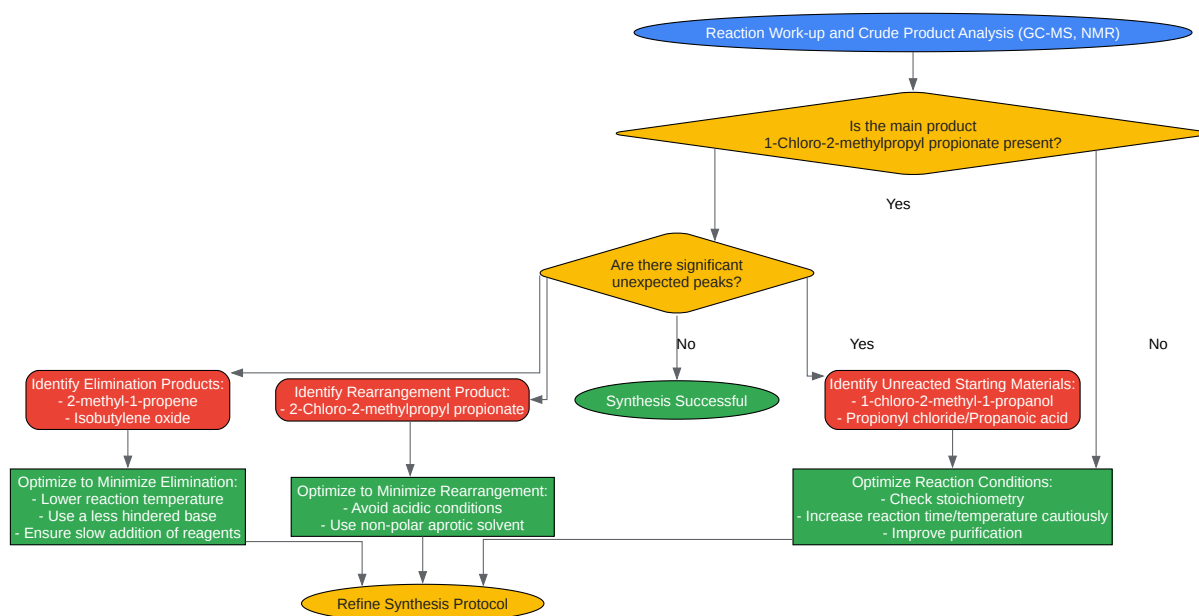 Reaction Work-up and Crude Product Analysis (GC-MS, NMR)
Is the main product
1-Chloro-2-methylpropyl propionate present?
Yes
Are there significant
unexpected peaks?
No
Yes
No
Identify Elimination Products:
- 2-methyl-1-propene
- Isobutylene oxide
Identify Rearrangement Product:
- 2-Chloro-2-methylpropyl propionate
Synthesis Successful
Identify Unreacted Starting Materials:
- 1-chloro-2-methyl-1-propanol
- Propionyl chloride/Propanoic acid
Optimize to Minimize Elimination:
- Lower reaction temperature
- Use a less hindered base
- Ensure slow addition of reagents
Optimize to Minimize Rearrangement:
- Avoid acidic conditions
- Use non-polar aprotic solvent
Optimize Reaction Conditions:
- Check stoichiometry
- Increase reaction time/temperature cautiously
- Improve purification
Refine Synthesis Protocol